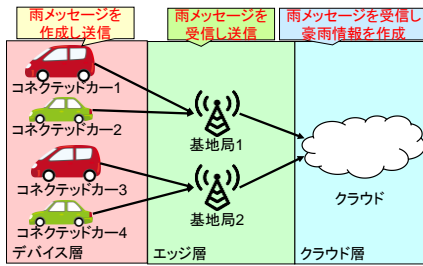 雨メッセージを
作成し送信
雨メッセージを
受信し送信
雨メッセージを受信し
豪雨情報を作成
コネクテッドカー1
コネクテッドカー2
コネクテッドカー3
コネクテッドカー4
デバイス層
基地局1
基地局2
エッジ層
クラウド
クラウド層